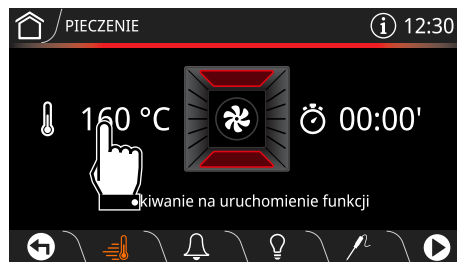 PIECZENIE
12:30
160 °C
00:00'
kiwanie na uruchomienie funkcji